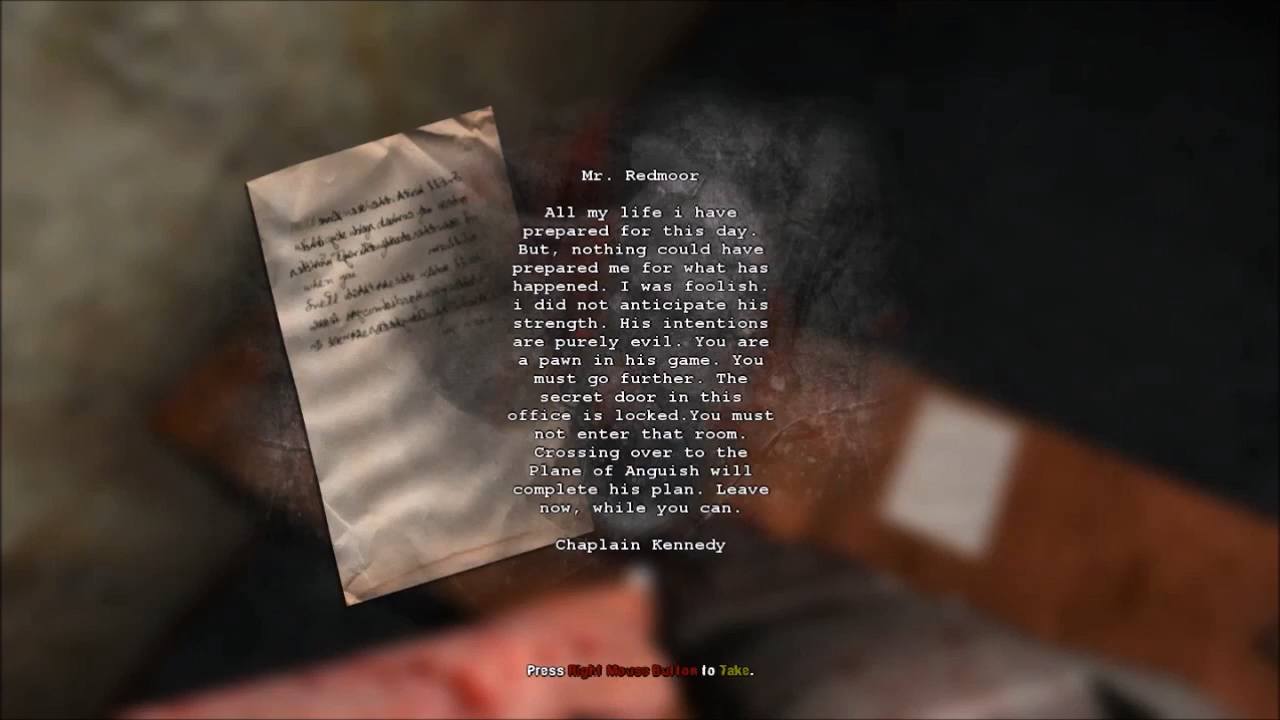 Mr. Redmoor
All my life i have
prepared for this day.
But, nothing could have
prepared me for what has
happened. I was foolish.
i did not anticipate his
strength. His intentions
are purely evil. You are
a pawn in his game. You
must go further. The
secret door in this
office is locked.You must
not enter that room.
Crossing over to the
Plane of Anguish will
complete his plan. Leave
now, while you can.
Chaplain Kennedy
Press Right Mouse Button to Take.